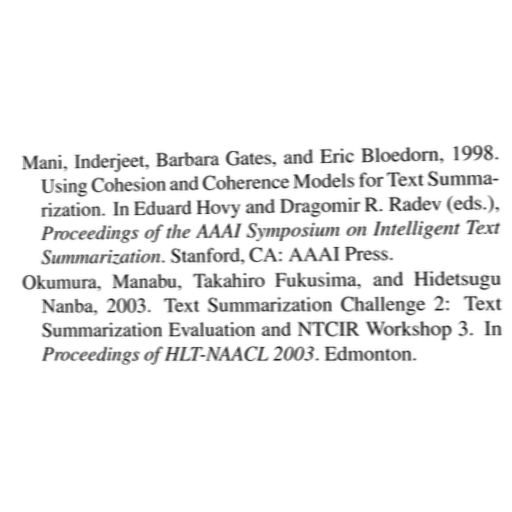 Mani, Inderjeet, Barbara Gates, and Eric Bloedorn, 1998.
Using Cohesion and Coherence Models for Text Summa-
rization. In Eduard Hovy and Dragomir R. Radev (eds.),
Proceedings of the AAAI Symposium on Intelligent Text
Summarization. Stanford, CA: AAAI Press.
Okumura, Manabu, Takahiro Fukusima, and Hidetsugu
Nanba, 2003. Text Summarization Challenge 2: Text
Summarization Evaluation and NTCIR Workshop 3. In
Proceedings of HLT-NAACL 2003. Edmonton.